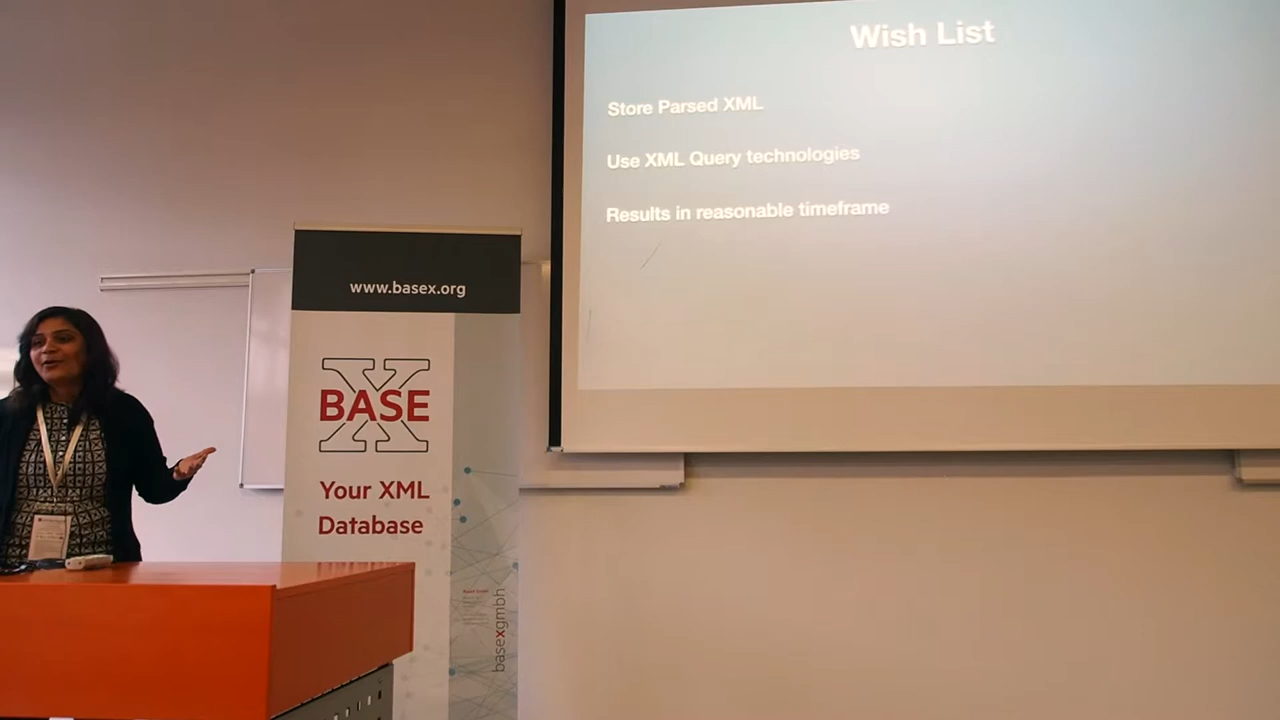 Wish List
Store Parsed XML
Use XML Query technologies
Results in reasonable timeframe
www.basex.org
X
BASE
Your XML
Database
basexgmbh